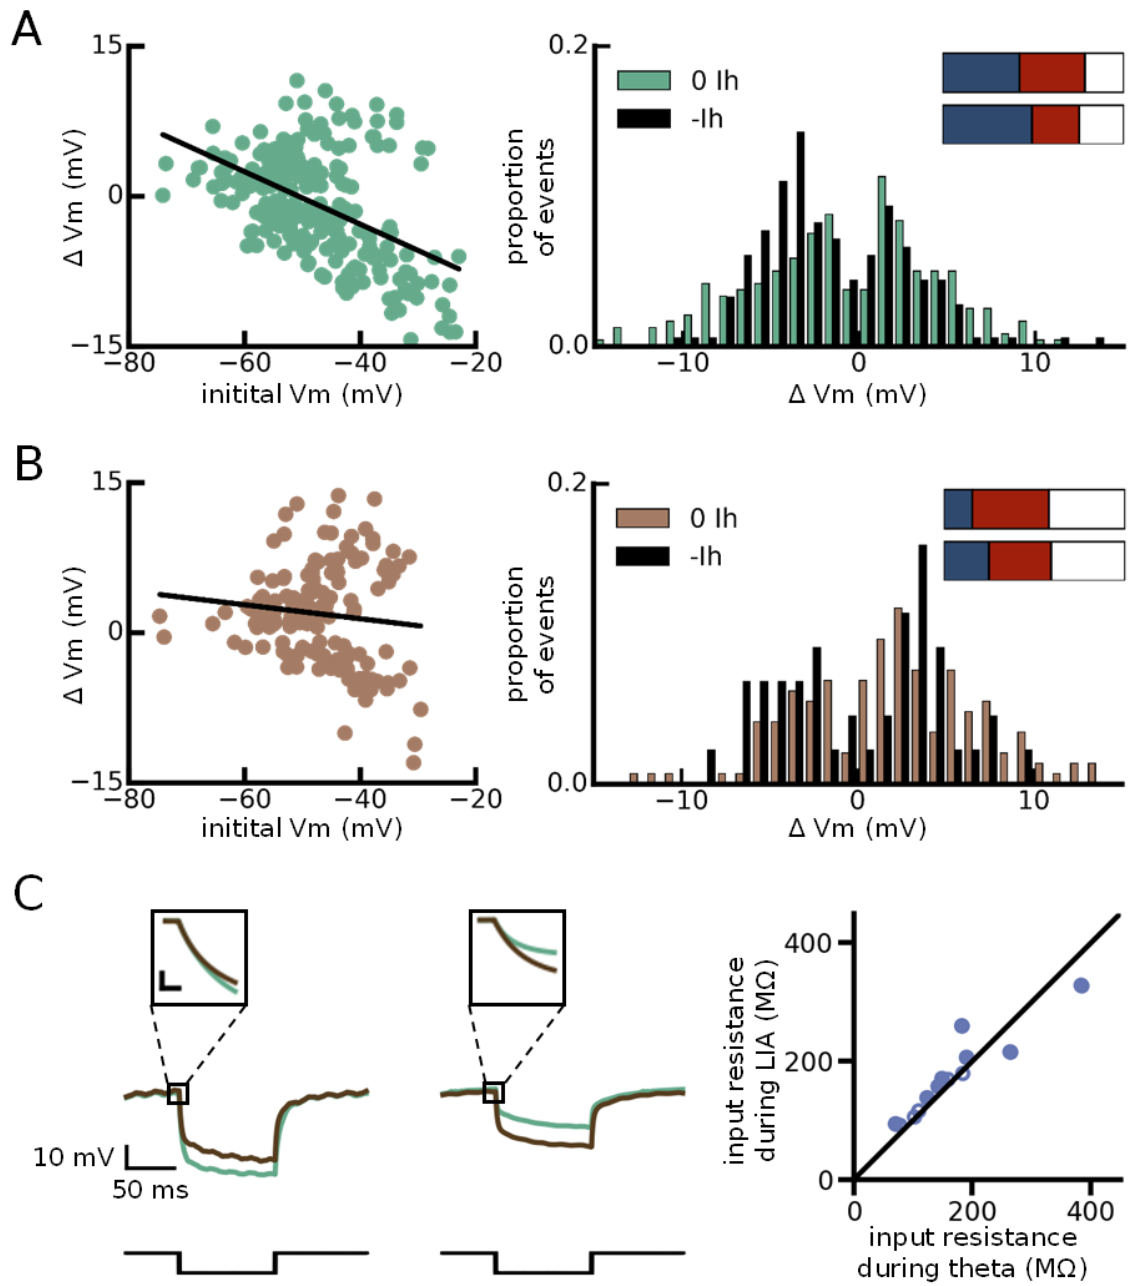 A
15
0
−15
Δ Vm (mV)
−80
−60
−40
−20
initital Vm (mV)
0.2
0.0
proportion
of events
0 Ih
-Ih
−10
0
10
Δ Vm (mV)
B
15
0
−15
Δ Vm (mV)
−80
−60
−40
−20
initital Vm (mV)
0.2
0.0
proportion
of events
0 Ih
-Ih
−10
0
10
Δ Vm (mV)
C
10 mV
50 ms
400
200
0
input resistance
during LIA (MΩ)
0
200
400
input resistance
during theta (MΩ)